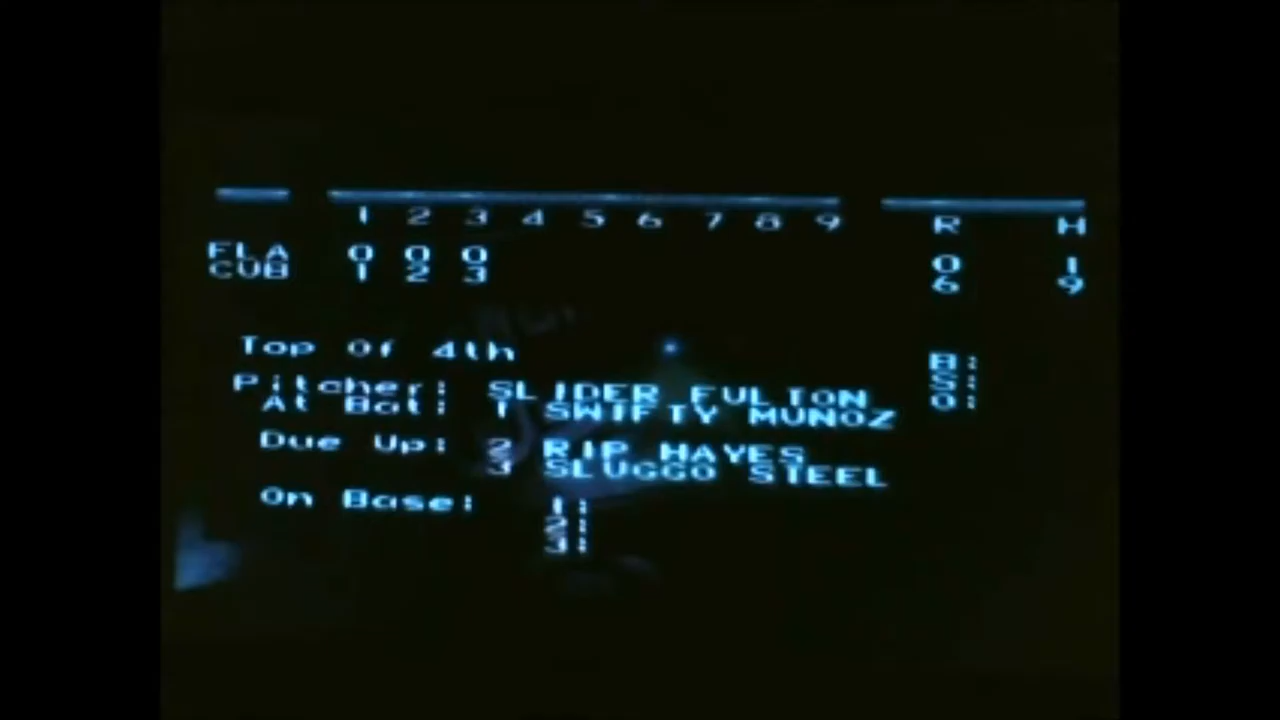 1 2 3 4 5 6 7 8 9 R H
FLA 0 0 0 0 1
CUB 1 2 3 6 9
Top Of 4th
B:
Pitcher: SLIDER FULTON
S:
At Bat: 1 SWIFTY MUNOZ
O:
Due Up: 2 RIP HAYES
3 SLUGGO STEEL
On Base: 1:
2:
3: